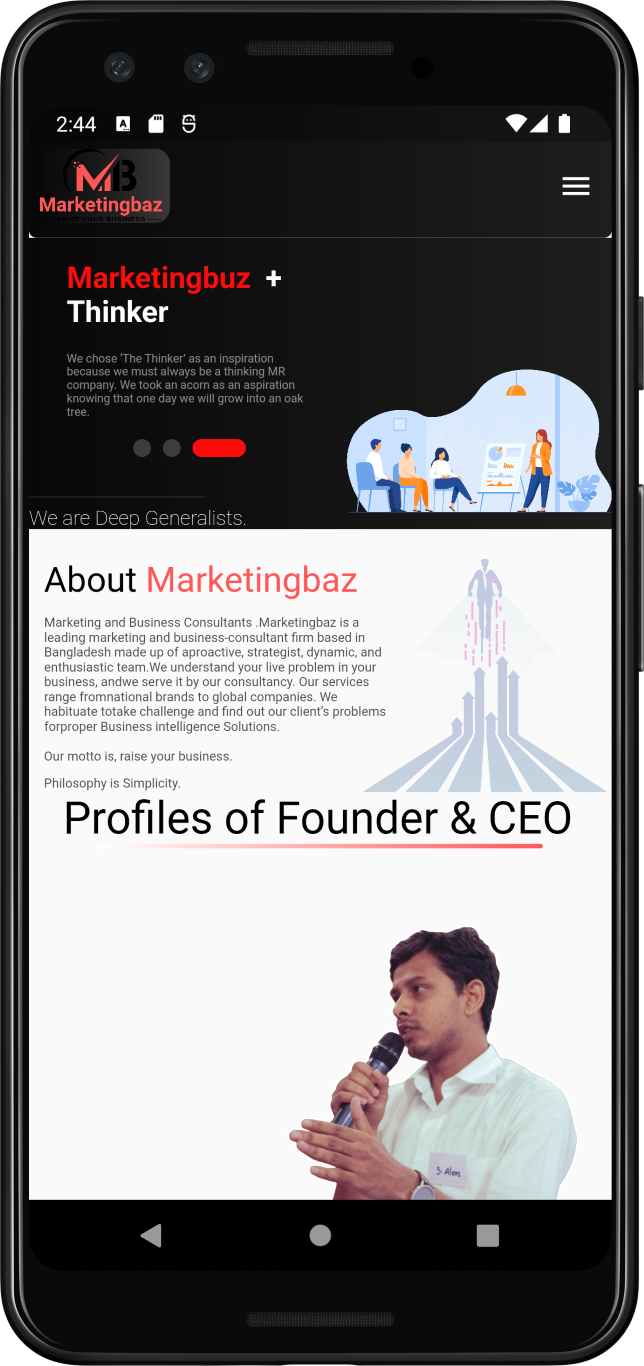 2:44
MB
Marketingbaz
RAISE YOUR BUSINESS
Marketingbuz +
Thinker
We chose ‘The Thinker’ as an inspiration
because we must always be a thinking MR
company. We took an acorn as an aspiration
knowing that one day we will grow into an oak
tree.
We are Deep Generalists.
About Marketingbaz
Marketing and Business Consultants .Marketingbaz is a
leading marketing and business-consultant firm based in
Bangladesh made up of aproactive, strategist, dynamic, and
enthusiastic team.We understand your live problem in your
business, andwe serve it by our consultancy. Our services
range fromnational brands to global companies. We
habituate totake challenge and find out our client’s problems
forproper Business intelligence Solutions.
Our motto is, raise your business.
Philosophy is Simplicity.
Profiles of Founder & CEO
S. Alam